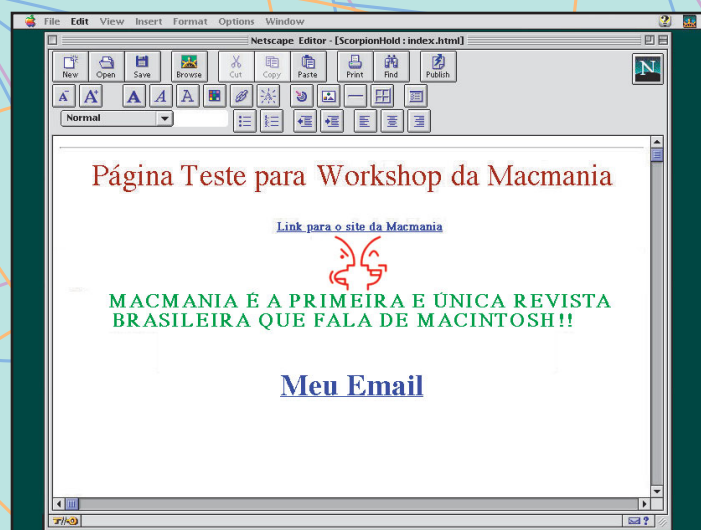 File Edit View Insert Format Options Window
Netscape Editor - [ScorpionHold : index.html]
New Open Save Browse Cut Copy Paste Print Find Publish
N
A- A+ A A A
Normal
Página Teste para Workshop da Macmania
Link para o site da Macmania
MACMANIA É A PRIMEIRA E ÚNICA REVISTA
BRASILEIRA QUE FALA DE MACINTOSH!!
Meu Email